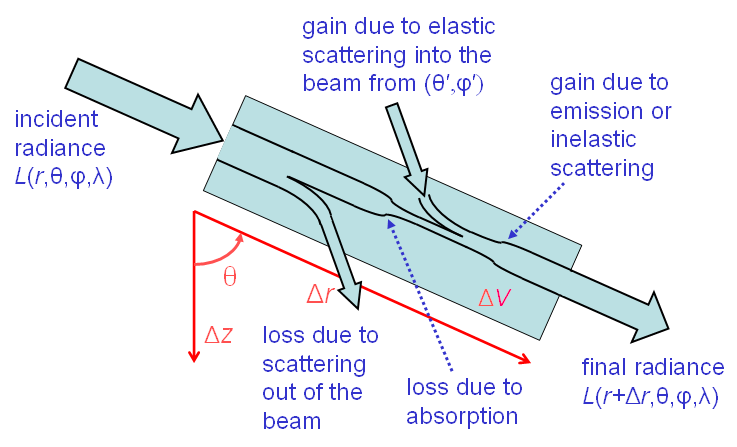 gain due to elastic
scattering into the
beam from (θ′,φ′)
gain due to
emission or
inelastic
scattering
incident
radiance
L(r,θ,φ,λ)
θ
Δr
ΔV
Δz
loss due to
scattering
out of the
beam
loss due to
absorption
final radiance
L(r+Δr,θ,φ,λ)